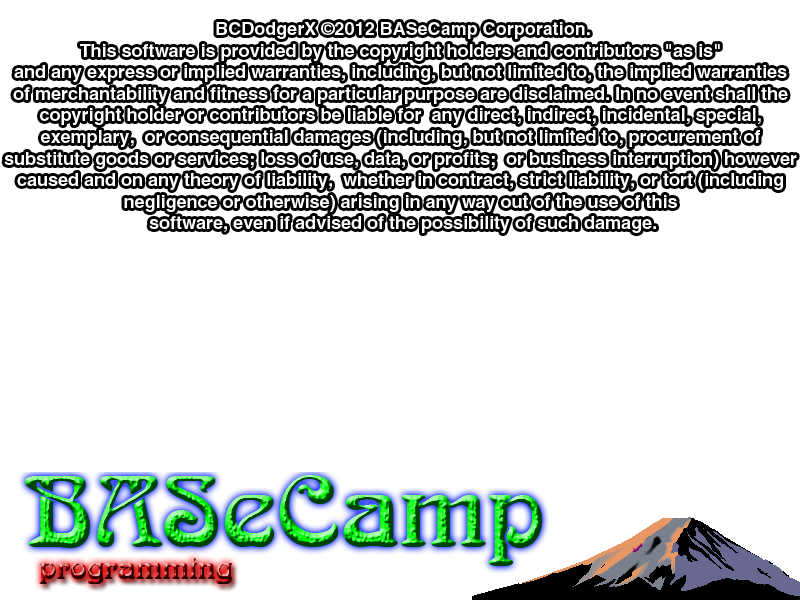 BCDodgerX ©2012 BASeCamp Corporation.
This software is provided by the copyright holders and contributors "as is"
and any express or implied warranties, including, but not limited to, the implied warranties
of merchantability and fitness for a particular purpose are disclaimed. In no event shall the
copyright holder or contributors be liable for  any direct, indirect, incidental, special,
exemplary,  or consequential damages (including, but not limited to, procurement of
substitute goods or services; loss of use, data, or profits;  or business interruption) however
caused and on any theory of liability,  whether in contract, strict liability, or tort (including
negligence or otherwise) arising in any way out of the use of this
software, even if advised of the possibility of such damage.
BASeCamp
programming